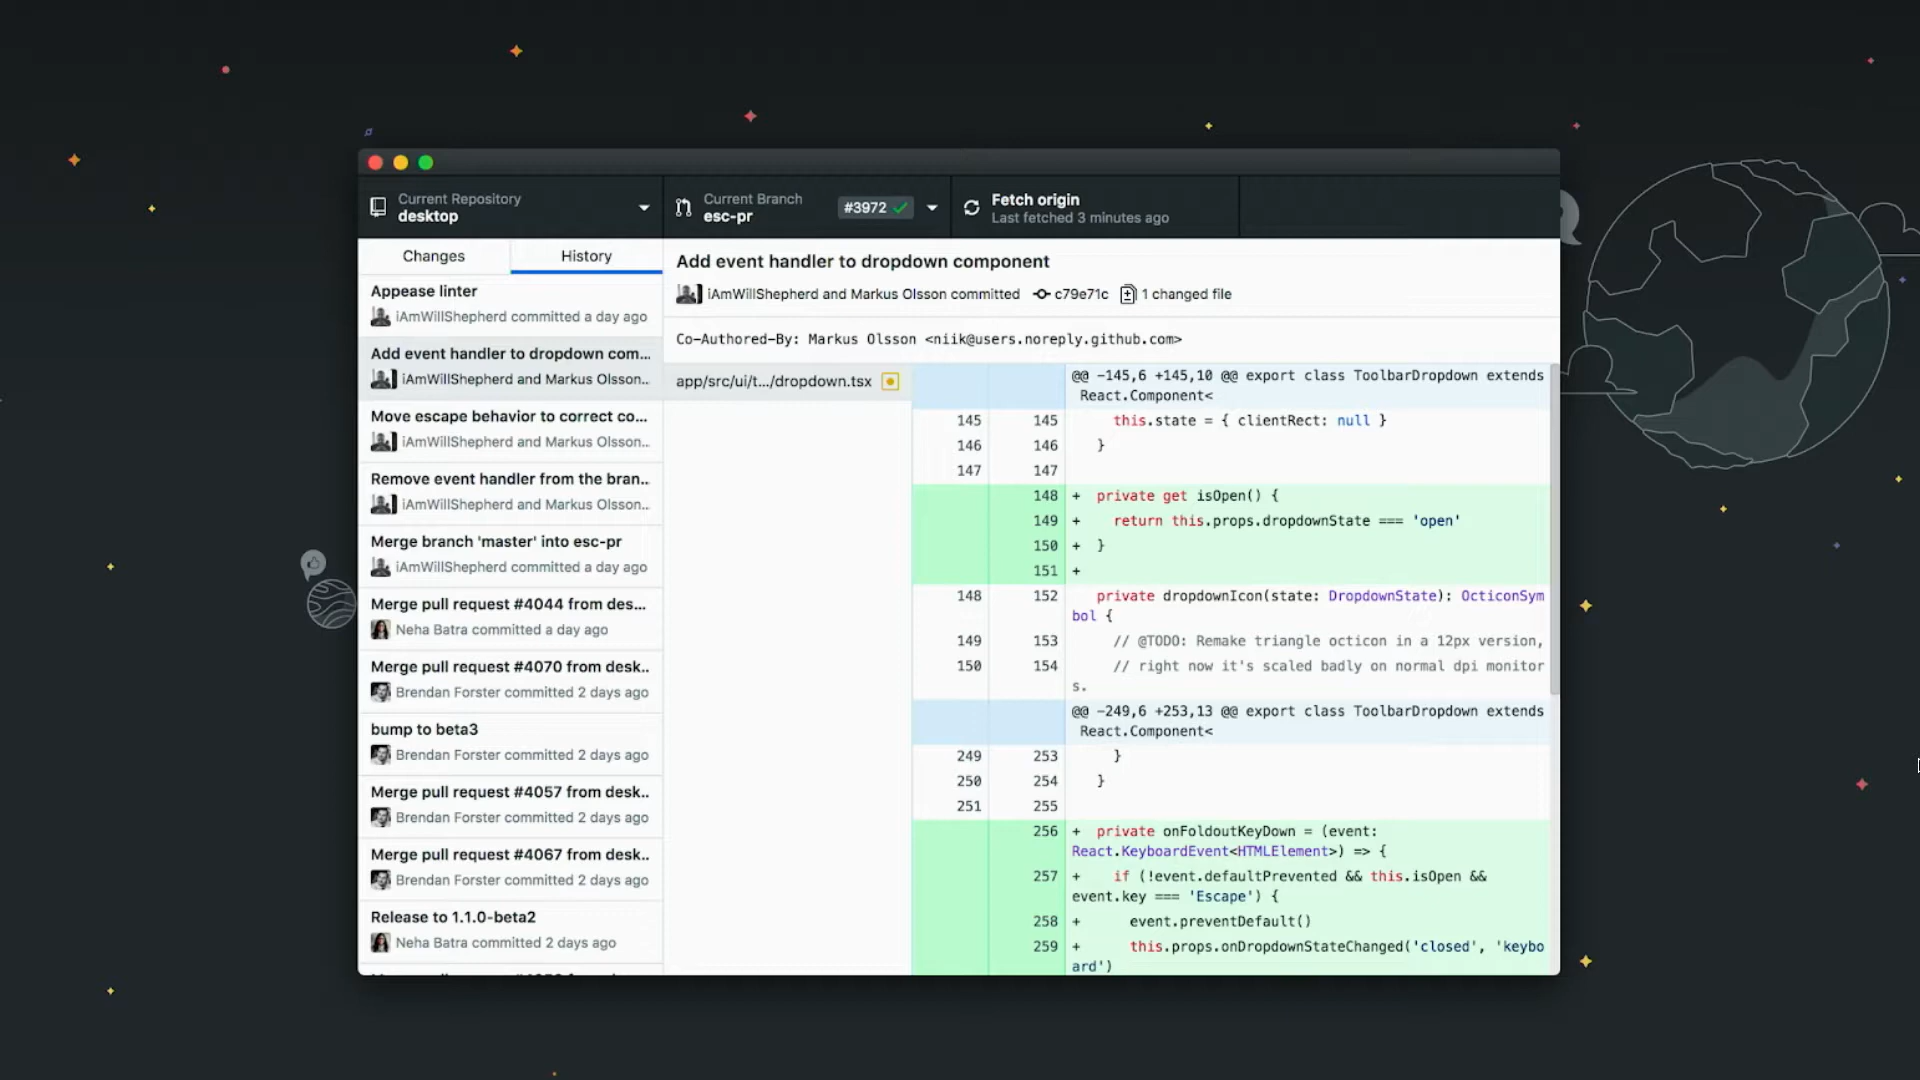 Current Repository
desktop
Current Branch
esc-pr
#3972
Fetch origin
Last fetched 3 minutes ago
Changes
History
Appease linter
iAmWillShepherd committed a day ago
Add event handler to dropdown com...
iAmWillShepherd and Markus Olsson...
Move escape behavior to correct co...
iAmWillShepherd and Markus Olsson...
Remove event handler from the bran...
iAmWillShepherd and Markus Olsson...
Merge branch 'master' into esc-pr
iAmWillShepherd committed a day ago
Merge pull request #4044 from des...
Neha Batra committed a day ago
Merge pull request #4070 from desk...
Brendan Forster committed 2 days ago
bump to beta3
Brendan Forster committed 2 days ago
Merge pull request #4057 from desk...
Brendan Forster committed 2 days ago
Merge pull request #4067 from desk...
Brendan Forster committed 2 days ago
Release to 1.1.0-beta2
Neha Batra committed 2 days ago
Add event handler to dropdown component
iAmWillShepherd and Markus Olsson committed c79e71c 1 changed file
Co-Authored-By: Markus Olsson <niik@users.noreply.github.com>
app/src/ui/t.../dropdown.tsx
@@ -145,6 +145,10 @@ export class ToolbarDropdown extends
React.Component<
145 145 this.state = { clientRect: null }
146 146 }
147 147
148 + private get isOpen() {
149 + return this.props.dropdownState === 'open'
150 + }
151 +
148 152 private dropdownIcon(state: DropdownState): OcticonSym
bol {
149 153 // @TODO: Remake triangle octicon in a 12px version,
150 154 // right now it's scaled badly on normal dpi monitor
s.
@@ -249,6 +253,13 @@ export class ToolbarDropdown extends
React.Component<
249 253 }
250 254 }
251 255
256 + private onFoldoutKeyDown = (event:
React.KeyboardEvent<HTMLElement>) => {
257 + if (!event.defaultPrevented && this.isOpen &&
event.key === 'Escape') {
258 + event.preventDefault()
259 + this.props.onDropdownStateChanged('closed', 'keybo
ard')